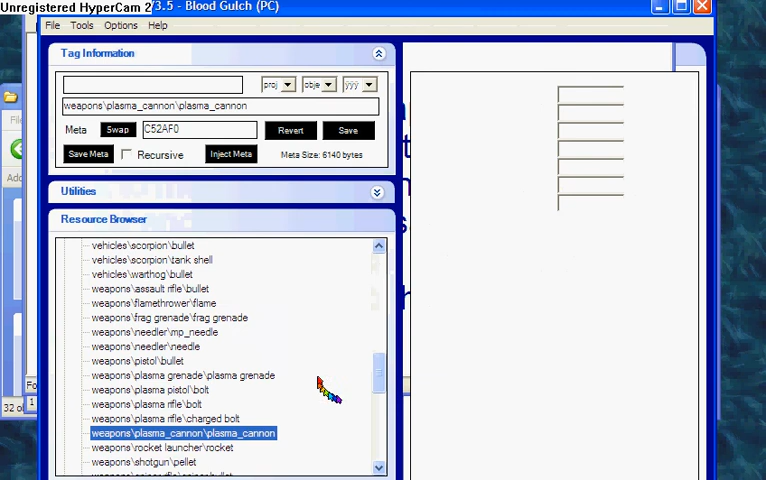 Unregistered HyperCam 2
/3.5 - Blood Gulch (PC)
File Tools Options Help
Tag Information
proj obje ÿÿÿ
weapons\plasma_cannon\plasma_cannon
Meta Swap C52AF0 Revert Save
Save Meta Recursive Inject Meta Meta Size: 6140 bytes
Utilities
Resource Browser
vehicles\scorpion\bullet
vehicles\scorpion\tank shell
vehicles\warthog\bullet
weapons\assault rifle\bullet
weapons\flamethrower\flame
weapons\frag grenade\frag grenade
weapons\needler\mp_needle
weapons\needler\needle
weapons\pistol\bullet
weapons\plasma grenade\plasma grenade
weapons\plasma pistol\bolt
weapons\plasma rifle\bolt
weapons\plasma rifle\charged bolt
weapons\plasma_cannon\plasma_cannon
weapons\rocket launcher\rocket
weapons\shotgun\pellet